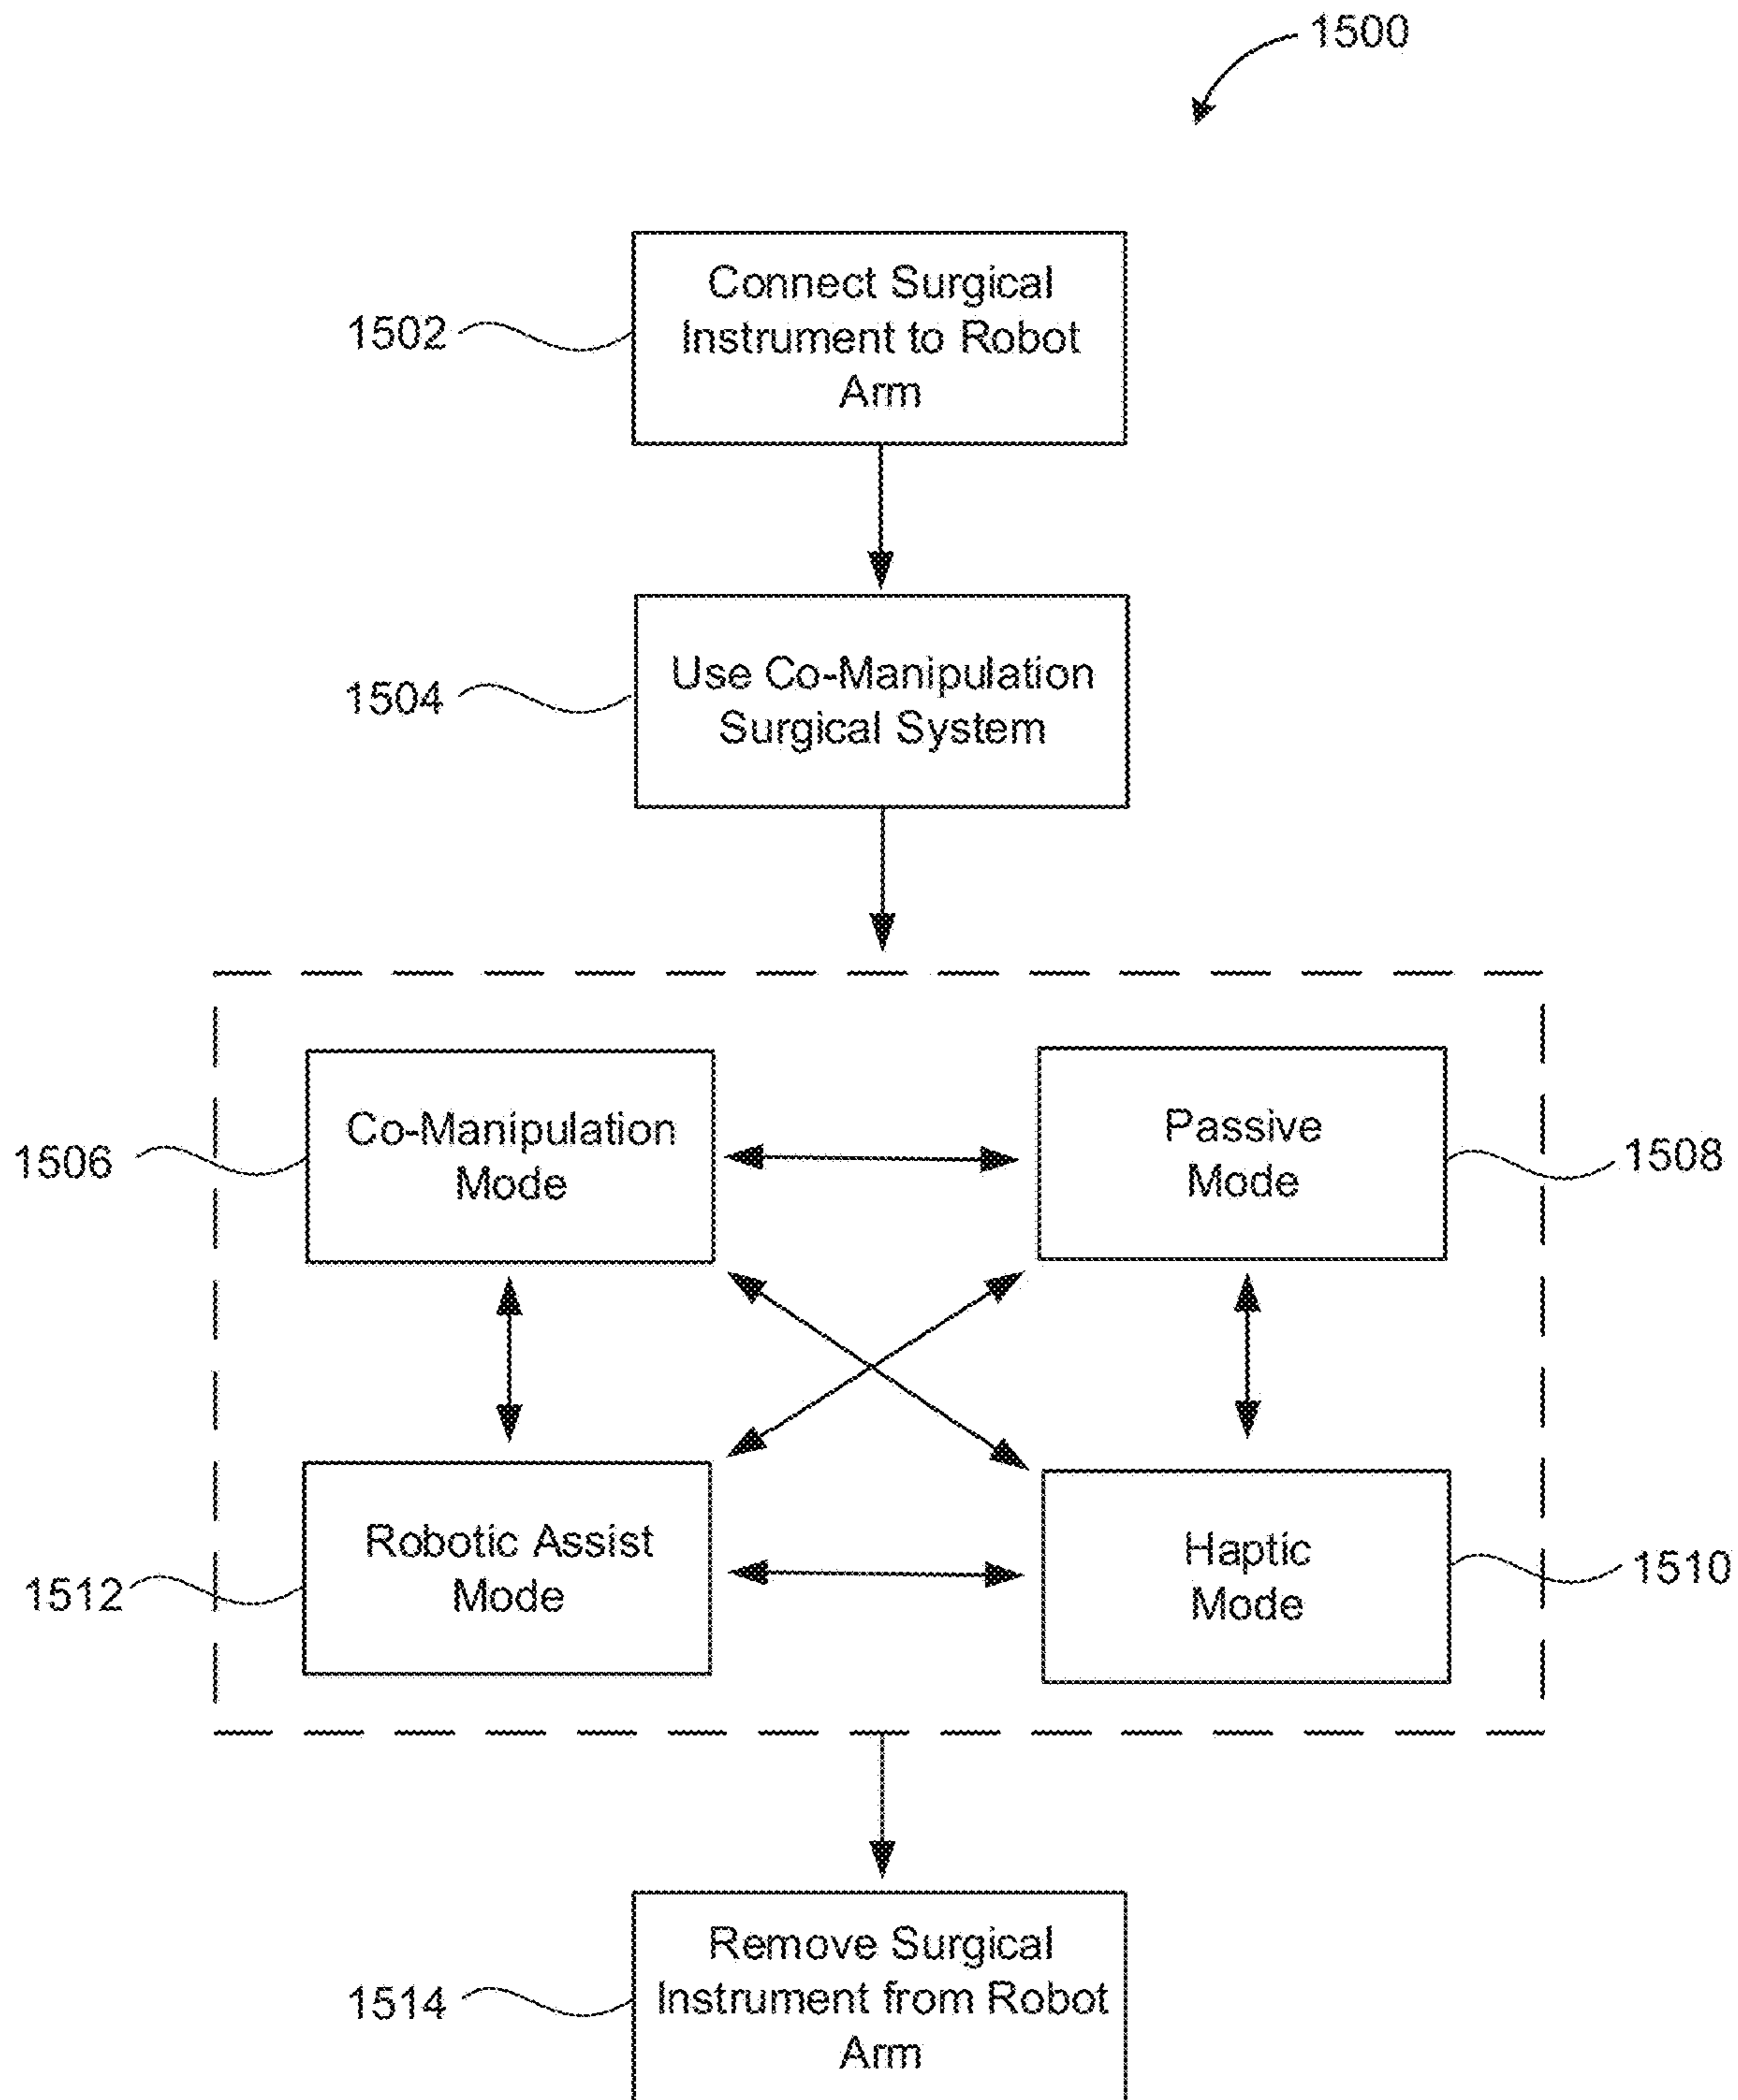 1500
Connect Surgical
Instrument to Robot
Arm
1502
Use Co-Manipulation
Surgical System
1504
Co-Manipulation
Mode
1506
Passive
Mode
1508
Robotic Assist
Mode
1512
Haptic
Mode
1510
Remove Surgical
Instrument from Robot
Arm
1514